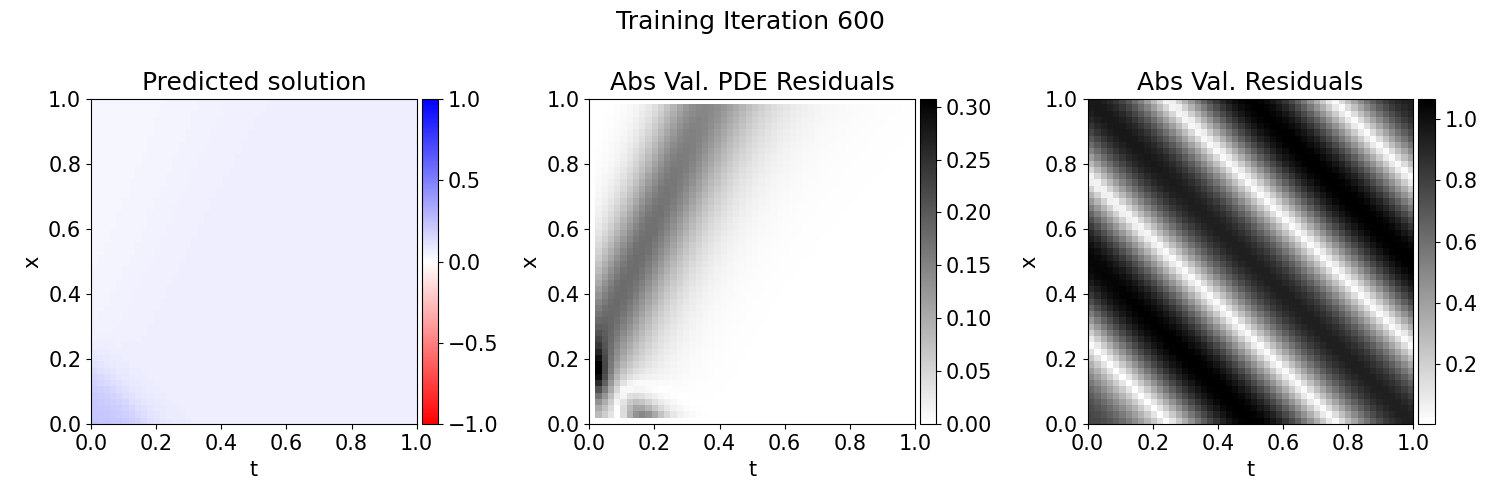 Training Iteration 600
Predicted solution
Abs Val. PDE Residuals
Abs Val. Residuals
1.0
0.8
0.6
0.4
0.2
0.0
x
0.0 0.2 0.4 0.6 0.8 1.0
t
1.0
0.5
0.0
−0.5
−1.0
1.0
0.8
0.6
0.4
0.2
0.0
x
0.0 0.2 0.4 0.6 0.8 1.0
t
0.30
0.25
0.20
0.15
0.10
0.05
0.00
1.0
0.8
0.6
0.4
0.2
0.0
x
0.0 0.2 0.4 0.6 0.8 1.0
t
1.0
0.8
0.6
0.4
0.2